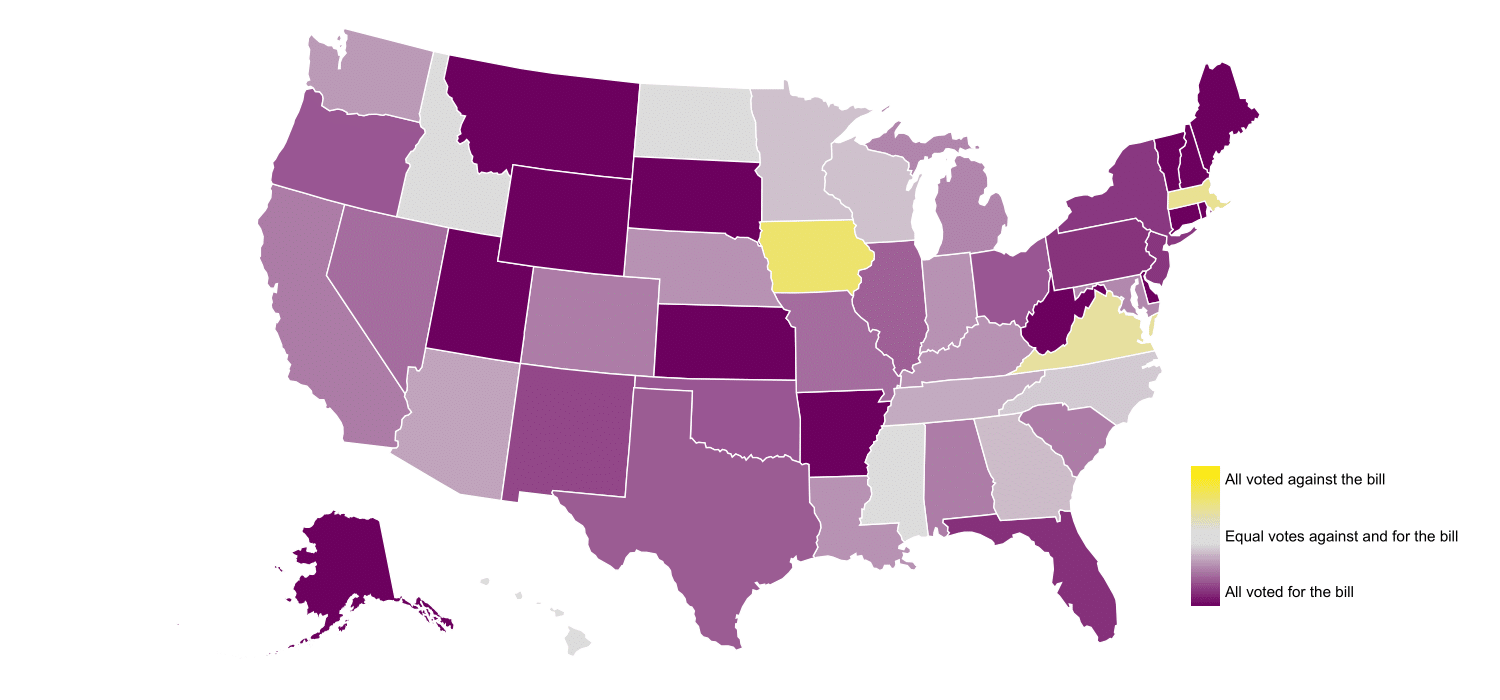 All voted against the bill
Equal votes against and for the bill
All voted for the bill